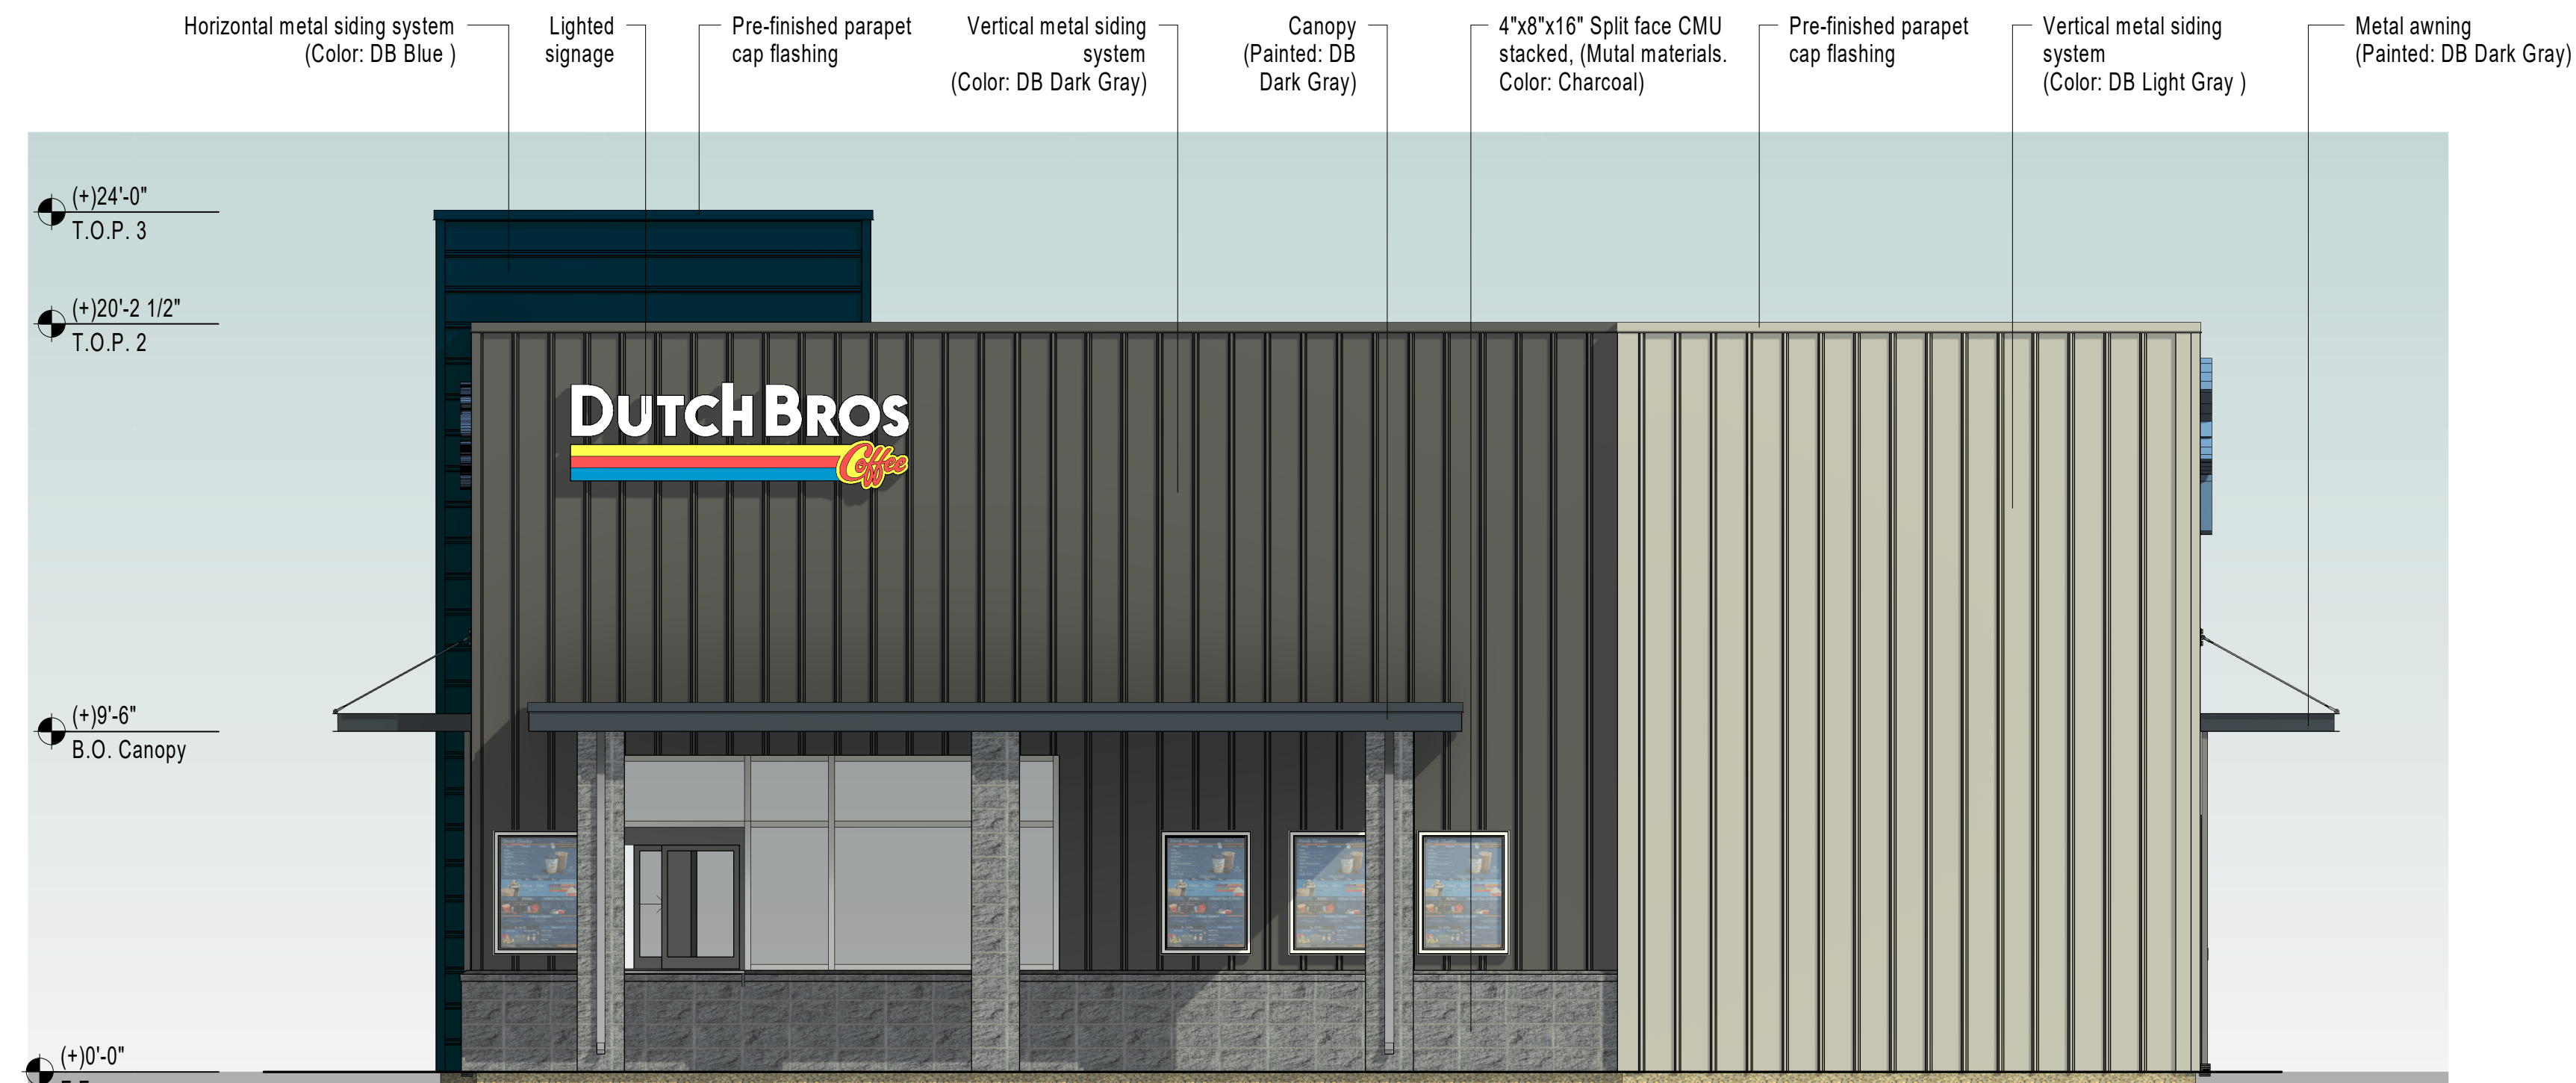 Horizontal metal siding system
(Color: DB Blue )
Lighted
signage
Pre-finished parapet
cap flashing
Vertical metal siding
system
(Color: DB Dark Gray)
Canopy
(Painted: DB
Dark Gray)
4"x8"x16" Split face CMU
stacked, (Mutal materials.
Color: Charcoal)
Pre-finished parapet
cap flashing
Vertical metal siding
system
(Color: DB Light Gray )
Metal awning
(Painted: DB Dark Gray)
(+)24'-0"
T.O.P. 3
(+)20'-2 1/2"
T.O.P. 2
DUTCH BROS
Coffee
(+)9'-6"
B.O. Canopy
(+)0'-0"